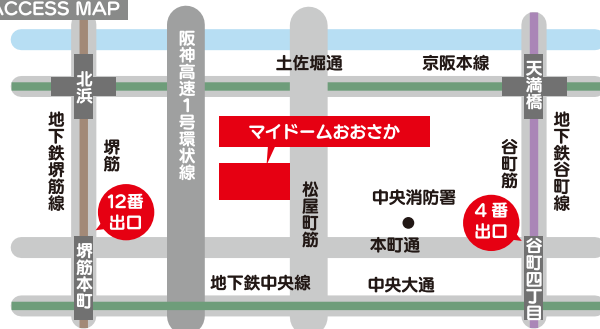 ACCESS MAP
土佐堀通
京阪本線
北浜
阪神高速1号環状線
天満橋
マイドームおおさか
地下鉄堺筋線
堺筋
谷町筋
地下鉄谷町線
松屋町筋
中央消防署
12番
出口
4番
出口
本町通
堺筋本町
谷町四丁目
地下鉄中央線
中央大通